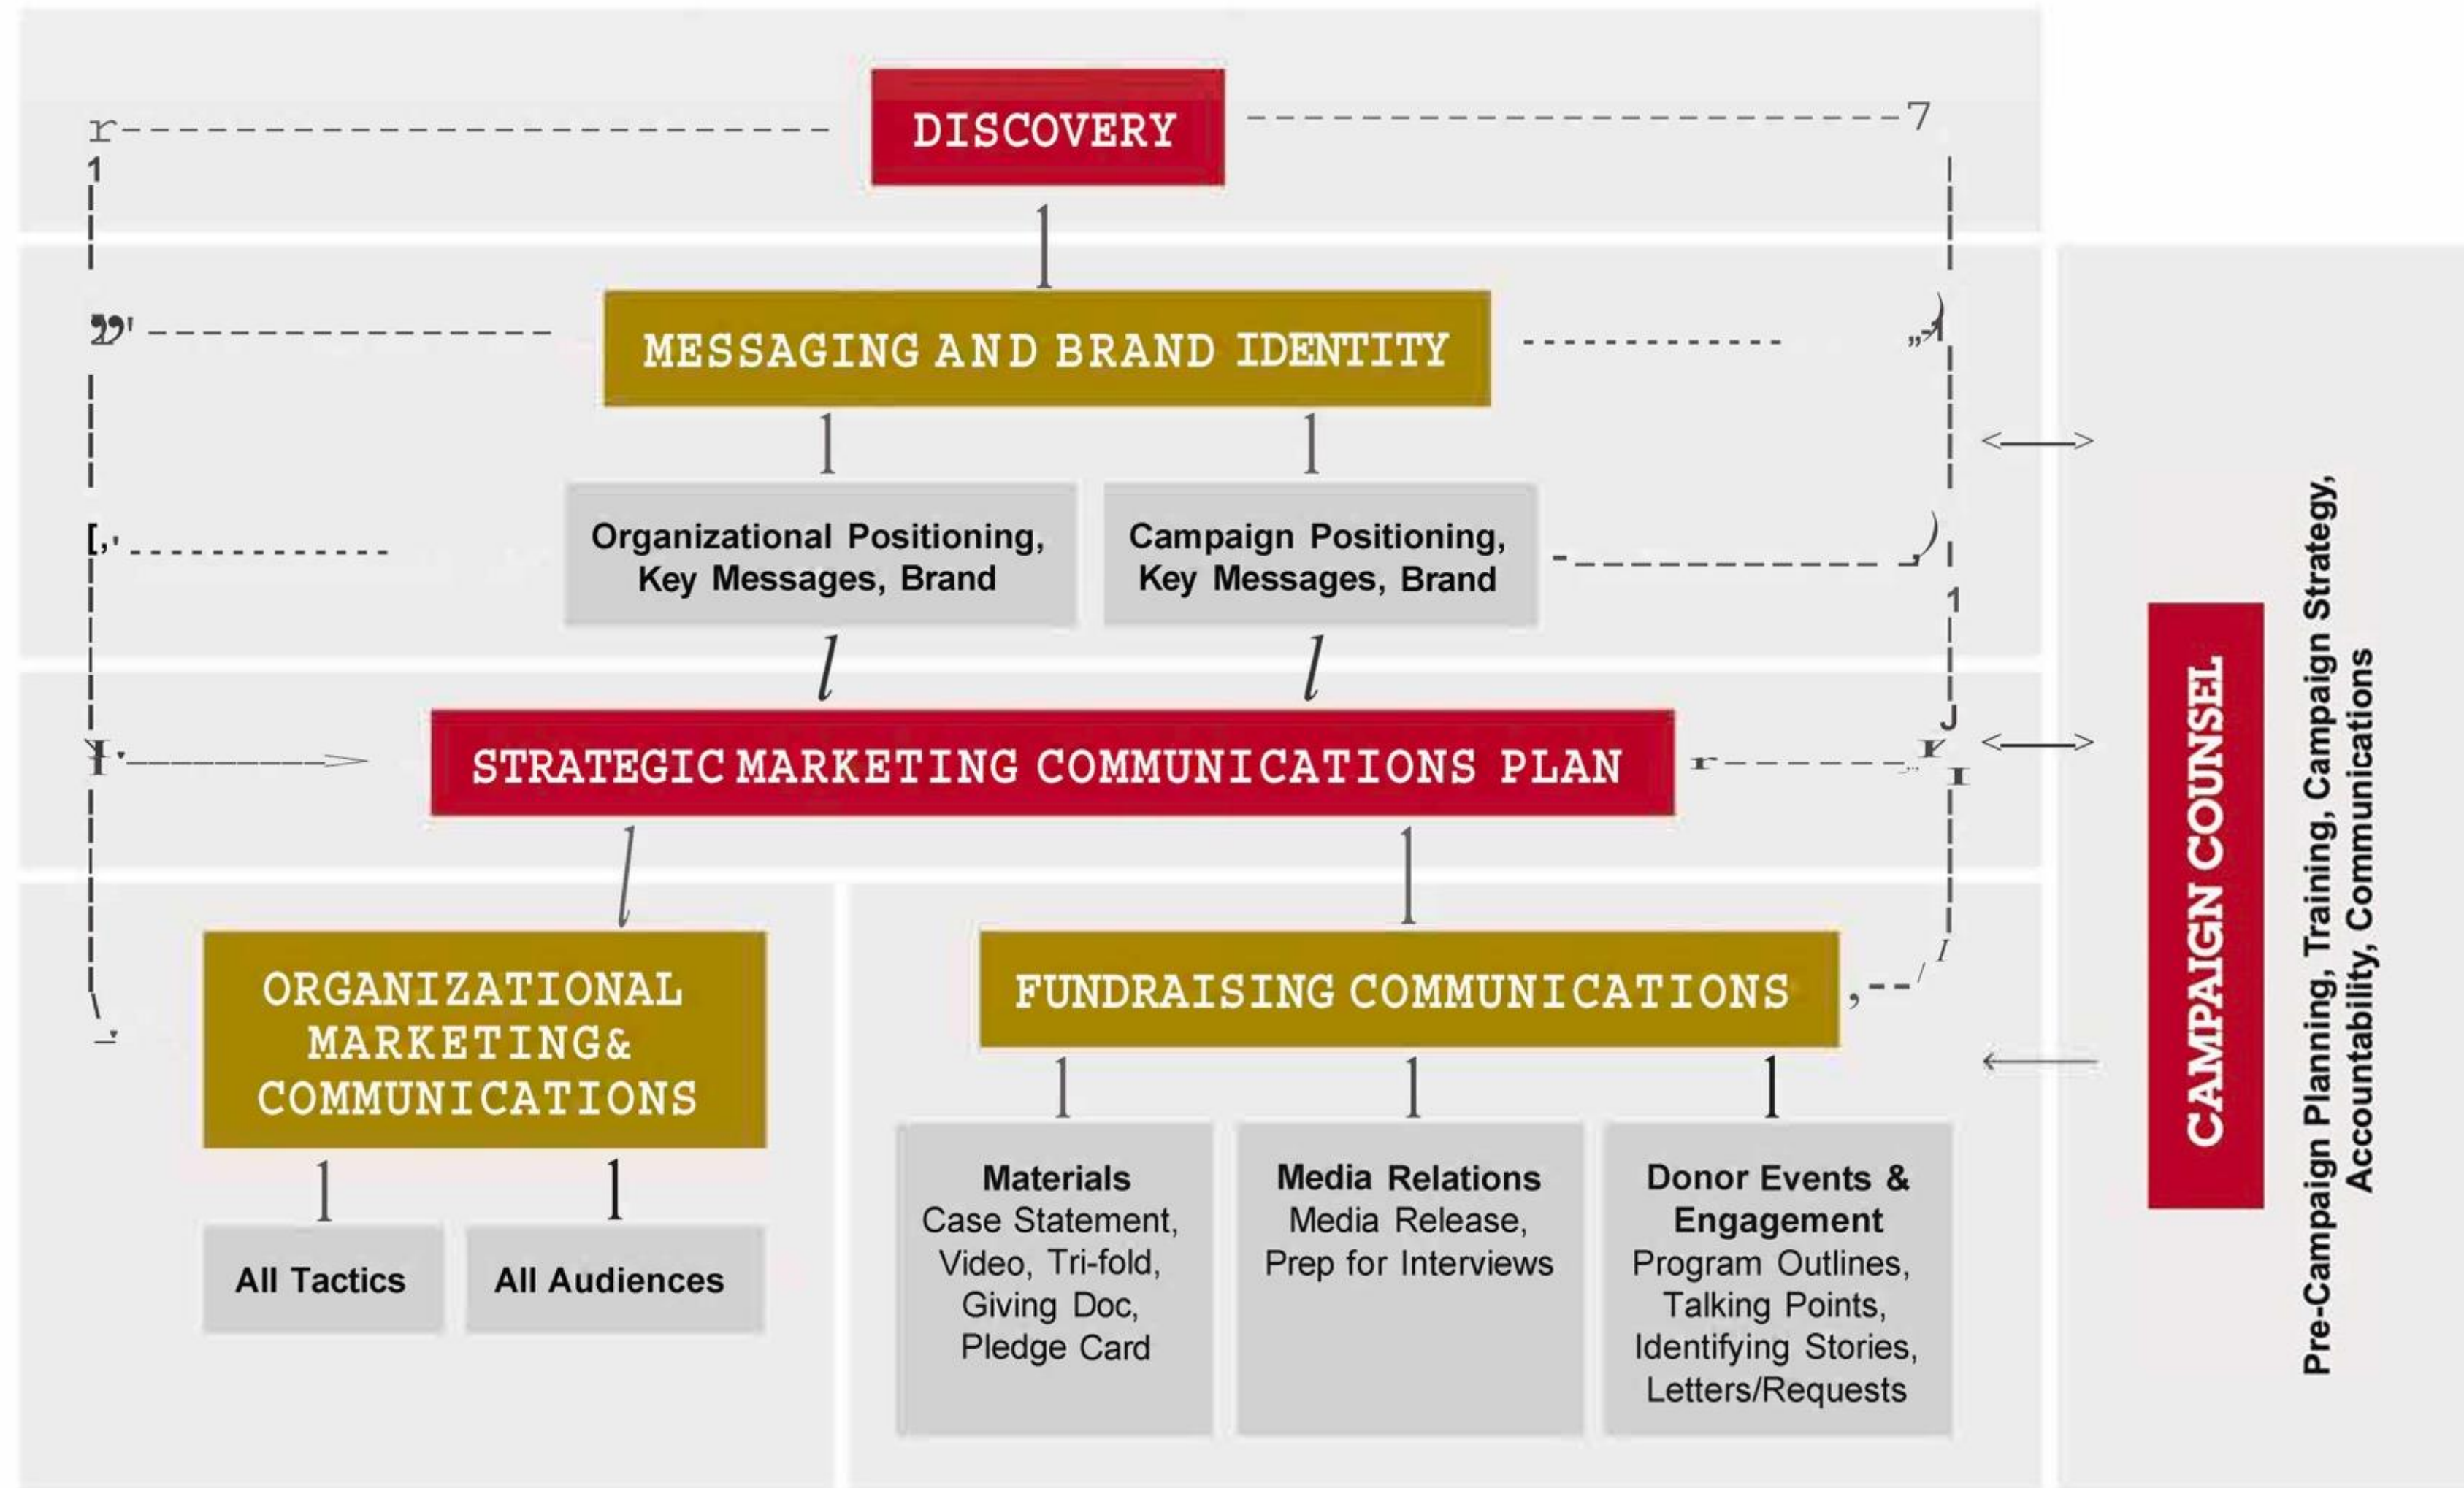 DISCOVERY
MESSAGING AND BRAND IDENTITY
Organizational Positioning,
Key Messages, Brand
Campaign Positioning,
Key Messages, Brand
STRATEGIC MARKETING COMMUNICATIONS PLAN
ORGANIZATIONAL
MARKETING&
COMMUNICATIONS
All Tactics
All Audiences
FUNDRAISING COMMUNICATIONS
Materials
Case Statement,
Video, Tri-fold,
Giving Doc,
Pledge Card
Media Relations
Media Release,
Prep for Interviews
Donor Events &
Engagement
Program Outlines,
Talking Points,
Identifying Stories,
Letters/Requests
CAMPAIGN COUNSEL
Pre-Campaign Planning, Training, Campaign Strategy,
Accountability, Communications